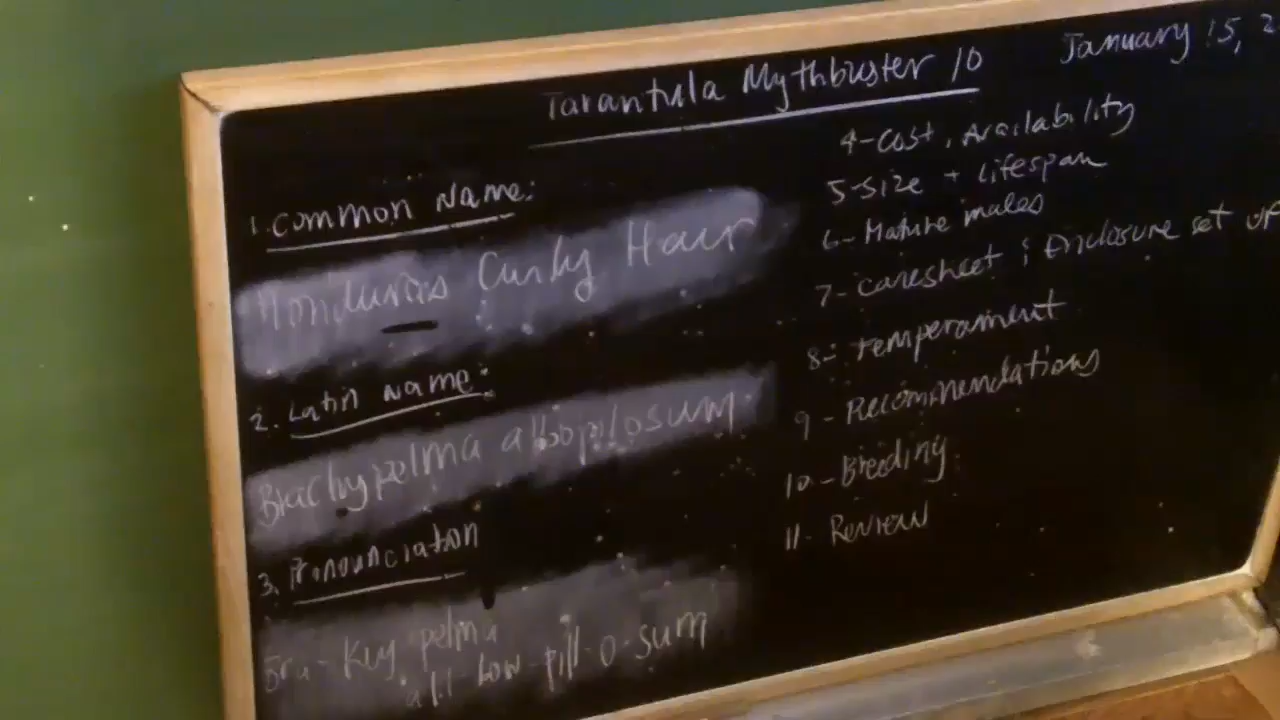 Tarantula Mythbuster 10
January 15, 2
1. Common Name:
Honduras Curly Hair
2. Latin Name:
Brachypelma albopilosum
3. Pronounciation
Bra-Key pelma
all-bow-pill-o-sum
4-Cost, Availability
5-Size + Lifespan
6-Mature males
7-Caresheet ; Enclosure set up
8-Temperament
9-Recommendations
10-Breeding
11-Review